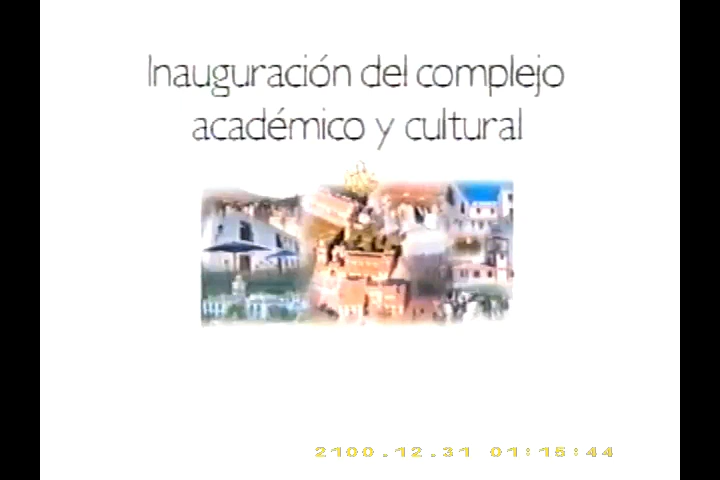 Inauguración del complejo
académico y cultural
2100.12.31 01:15:44